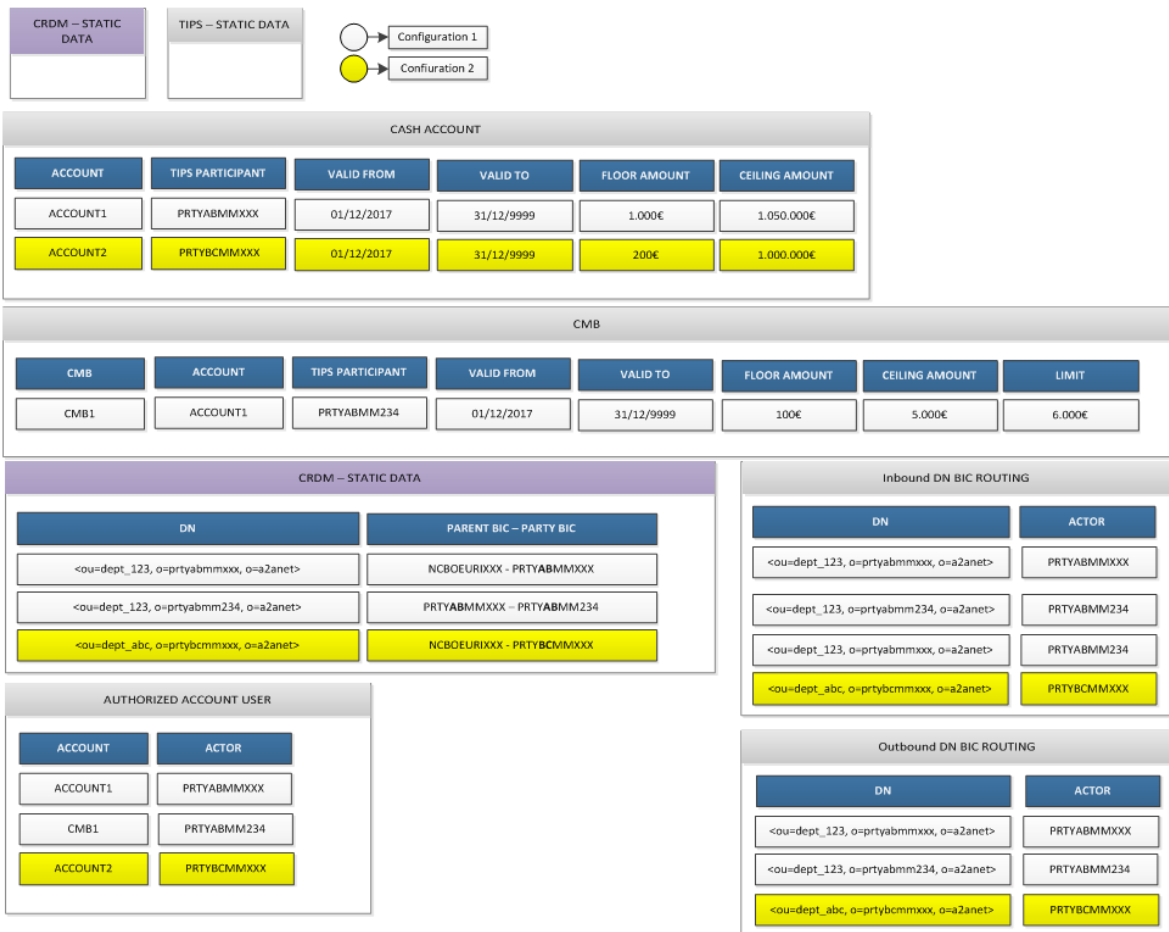 CRDM – STATIC
DATA
TIPS – STATIC DATA
Configuration 1
Confiuration 2
CASH ACCOUNT
ACCOUNT TIPS PARTICIPANT VALID FROM VALID TO FLOOR AMOUNT CEILING AMOUNT
ACCOUNT1 PRTYABMMXXX 01/12/2017 31/12/9999 1.000€ 1.050.000€
ACCOUNT2 PRTYBCMMXXX 01/12/2017 31/12/9999 200€ 1.000.000€
CMB
CMB ACCOUNT TIPS PARTICIPANT VALID FROM VALID TO FLOOR AMOUNT CEILING AMOUNT LIMIT
CMB1 ACCOUNT1 PRTYABMM234 01/12/2017 31/12/9999 100€ 5.000€ 6.000€
CRDM – STATIC DATA
DN PARENT BIC – PARTY BIC
<ou=dept_123, o=prtyabmmxxx, o=a2anet> NCBOEURIXXX - PRTYABMMXXX
<ou=dept_123, o=prtyabmm234, o=a2anet> PRTYABMMXXX – PRTYABMM234
<ou=dept_abc, o=prtybcmmxxx, o=a2anet> NCBOEURIXXX - PRTYBCMMXXX
Inbound DN BIC ROUTING
DN ACTOR
<ou=dept_123, o=prtyabmmxxx, o=a2anet> PRTYABMMXXX
<ou=dept_123, o=prtyabmm234, o=a2anet> PRTYABMM234
<ou=dept_123, o=prtyabmmxxx, o=a2anet> PRTYABMM234
<ou=dept_abc, o=prtybcmmxxx, o=a2anet> PRTYBCMMXXX
AUTHORIZED ACCOUNT USER
ACCOUNT ACTOR
ACCOUNT1 PRTYABMMXXX
CMB1 PRTYABMM234
ACCOUNT2 PRTYBCMMXXX
Outbound DN BIC ROUTING
DN ACTOR
<ou=dept_123, o=prtyabmmxxx, o=a2anet> PRTYABMMXXX
<ou=dept_123, o=prtyabmm234, o=a2anet> PRTYABMM234
<ou=dept_abc, o=prtybcmmxxx, o=a2anet> PRTYBCMMXXX